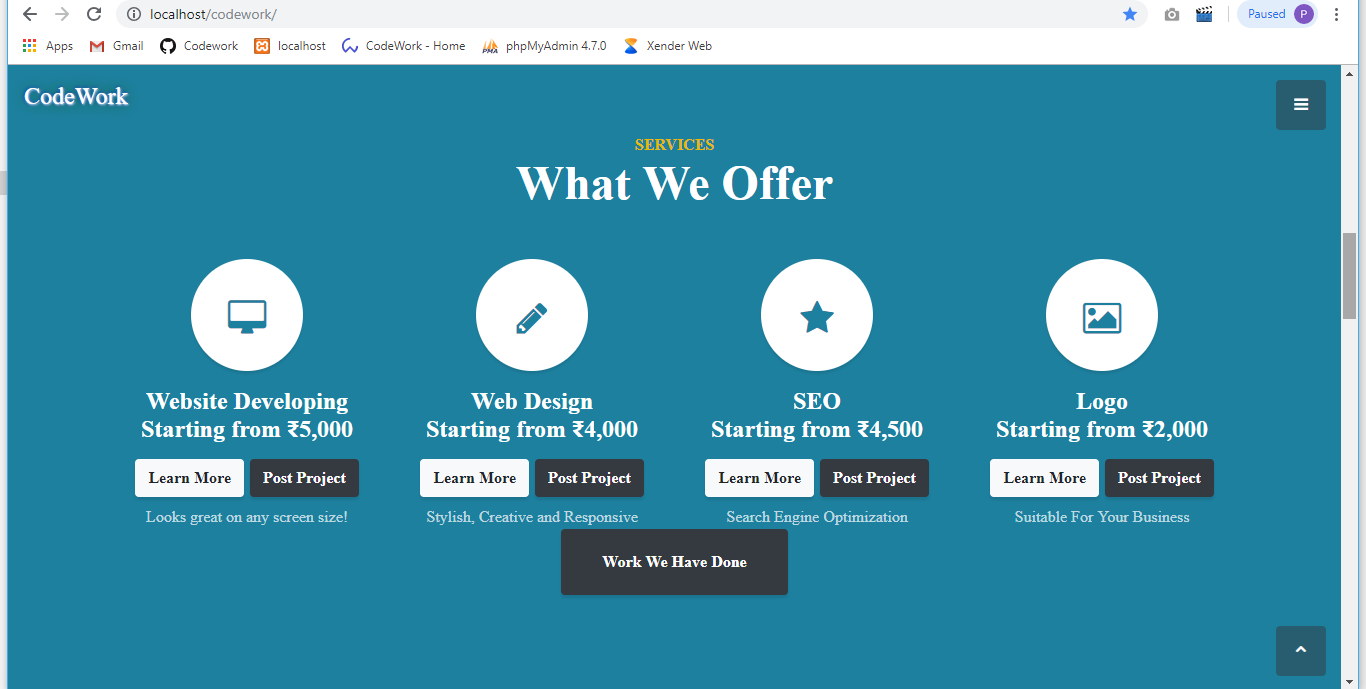 localhost/codework/
Paused
P
Apps
Gmail
Codework
localhost
CodeWork - Home
PMA
phpMyAdmin 4.7.0
Xender Web
CodeWork
SERVICES
What We Offer
Website Developing
Starting from ₹5,000
Learn More
Post Project
Looks great on any screen size!
Web Design
Starting from ₹4,000
Learn More
Post Project
Stylish, Creative and Responsive
SEO
Starting from ₹4,500
Learn More
Post Project
Search Engine Optimization
Logo
Starting from ₹2,000
Learn More
Post Project
Suitable For Your Business
Work We Have Done